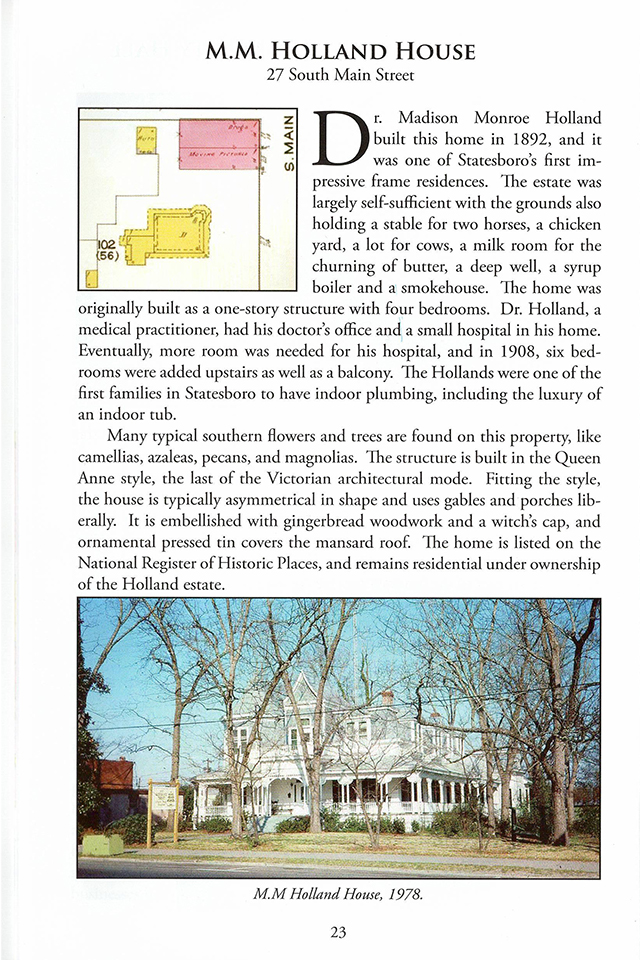 M.M. Holland House
27 South Main Street
Drugs
Moving Pictures
S. MAIN
AUTO
D
102
(56)
Dr. Madison Monroe Holland
built this home in 1892, and it
was one of Statesboro's first im-
pressive frame residences. The estate was
largely self-sufficient with the grounds also
holding a stable for two horses, a chicken
yard, a lot for cows, a milk room for the
churning of butter, a deep well, a syrup
boiler and a smokehouse. The home was
originally built as a one-story structure with four bedrooms. Dr. Holland, a
medical practitioner, had his doctor's office and a small hospital in his home.
Eventually, more room was needed for his hospital, and in 1908, six bed-
rooms were added upstairs as well as a balcony. The Hollands were one of the
first families in Statesboro to have indoor plumbing, including the luxury of
an indoor tub.
Many typical southern flowers and trees are found on this property, like
camellias, azaleas, pecans, and magnolias. The structure is built in the Queen
Anne style, the last of the Victorian architectural mode. Fitting the style,
the house is typically asymmetrical in shape and uses gables and porches lib-
erally. It is embellished with gingerbread woodwork and a witch's cap, and
ornamental pressed tin covers the mansard roof. The home is listed on the
National Register of Historic Places, and remains residential under ownership
of the Holland estate.
M.M Holland House, 1978.
23